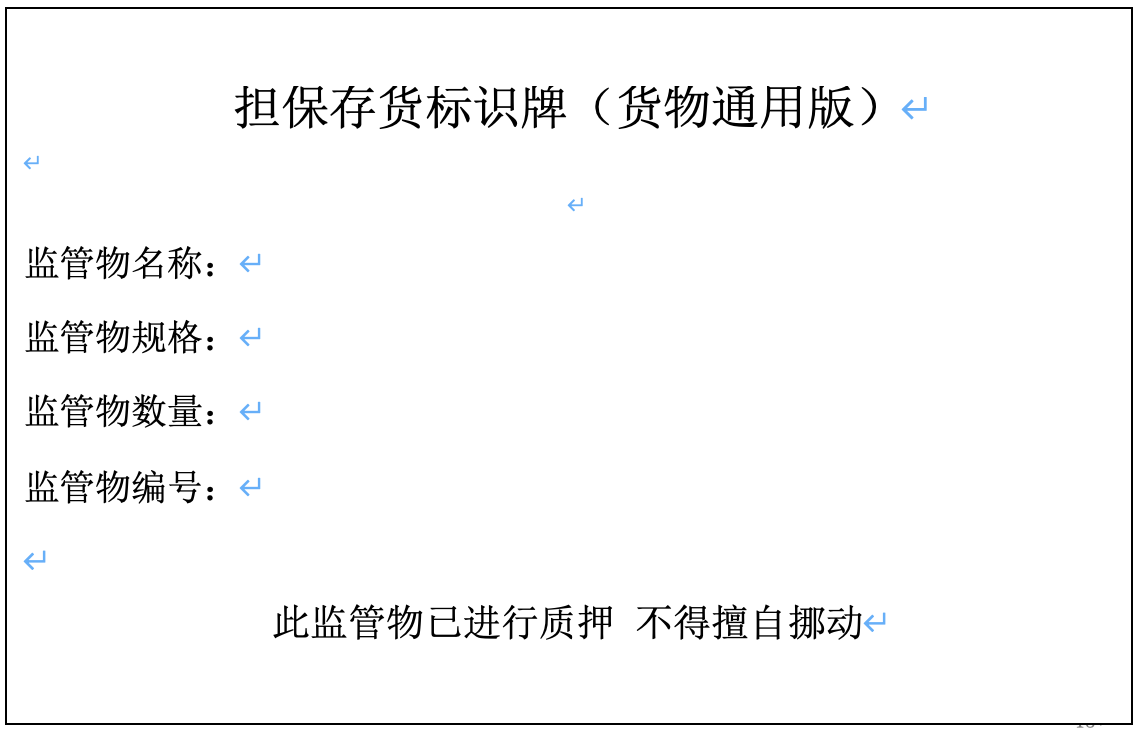 担保存货标识牌（货物通用版）
监管物名称：
监管物规格：
监管物数量：
监管物编号：
此监管物已进行质押 不得擅自挪动